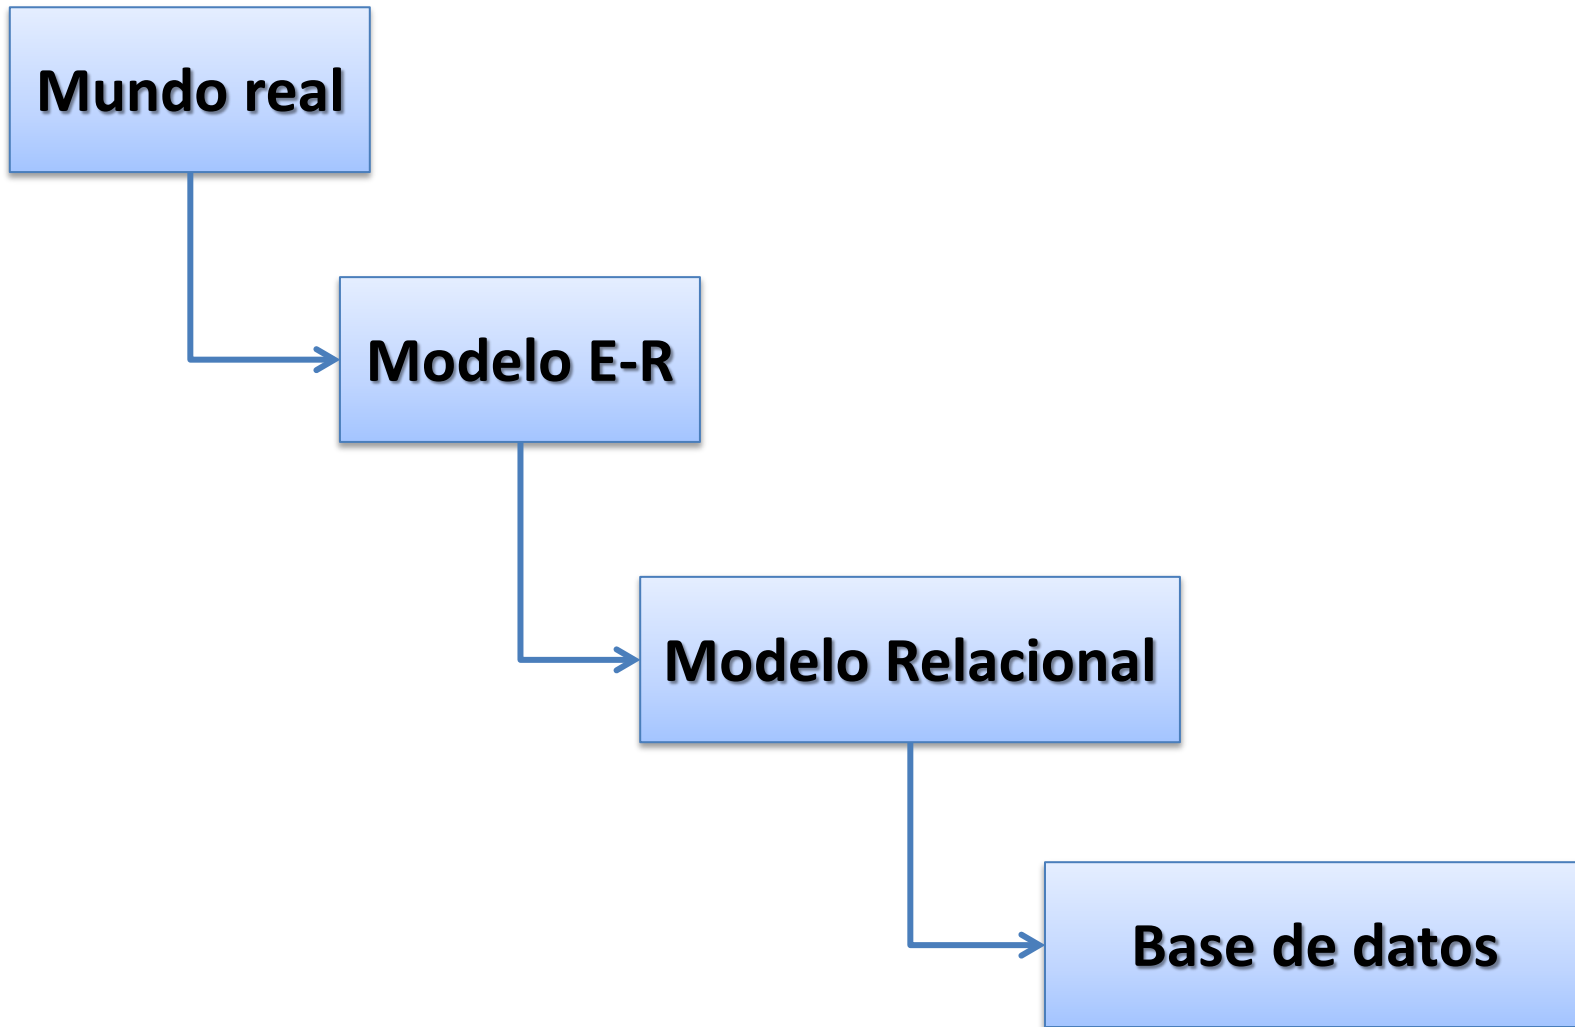 Mundo real
Modelo E-R
Modelo Relacional
Base de datos